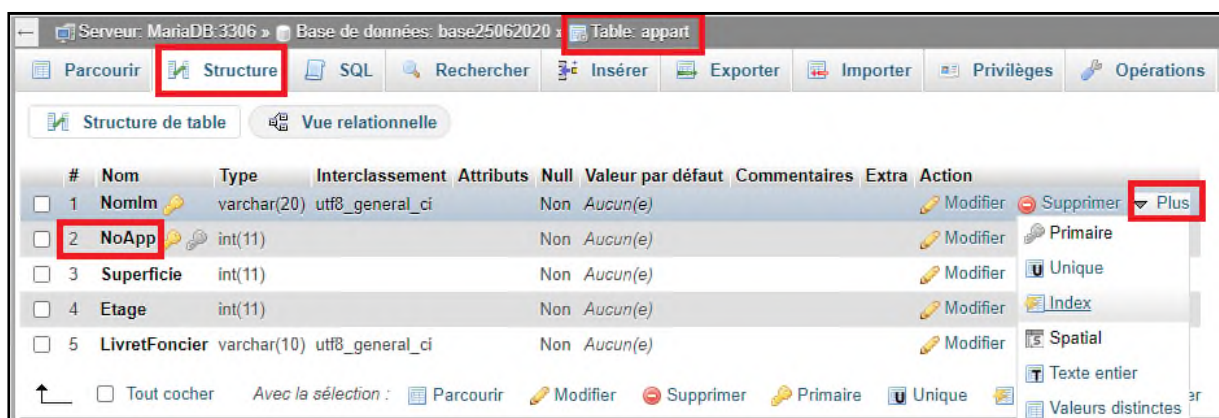 ← Serveur: MariaDB:3306 » Base de données: base25062020 » Table: appart
Parcourir Structure SQL Rechercher Insérer Exporter Importer Privilèges Opérations
Structure de table Vue relationnelle
# Nom Type Interclassement Attributs Null Valeur par défaut Commentaires Extra Action
1 NomIm varchar(20) utf8_general_ci Non Aucun(e) Modifier Supprimer Plus
2 NoApp int(11) Non Aucun(e) Modifier Primaire
3 Superficie int(11) Non Aucun(e) Modifier Unique
4 Etage int(11) Non Aucun(e) Modifier Index
5 LivretFoncier varchar(10) utf8_general_ci Non Aucun(e) Modifier Spatial
Texte entier
Tout cocher Avec la sélection : Parcourir Modifier Supprimer Primaire Unique er
Valeurs distinctes